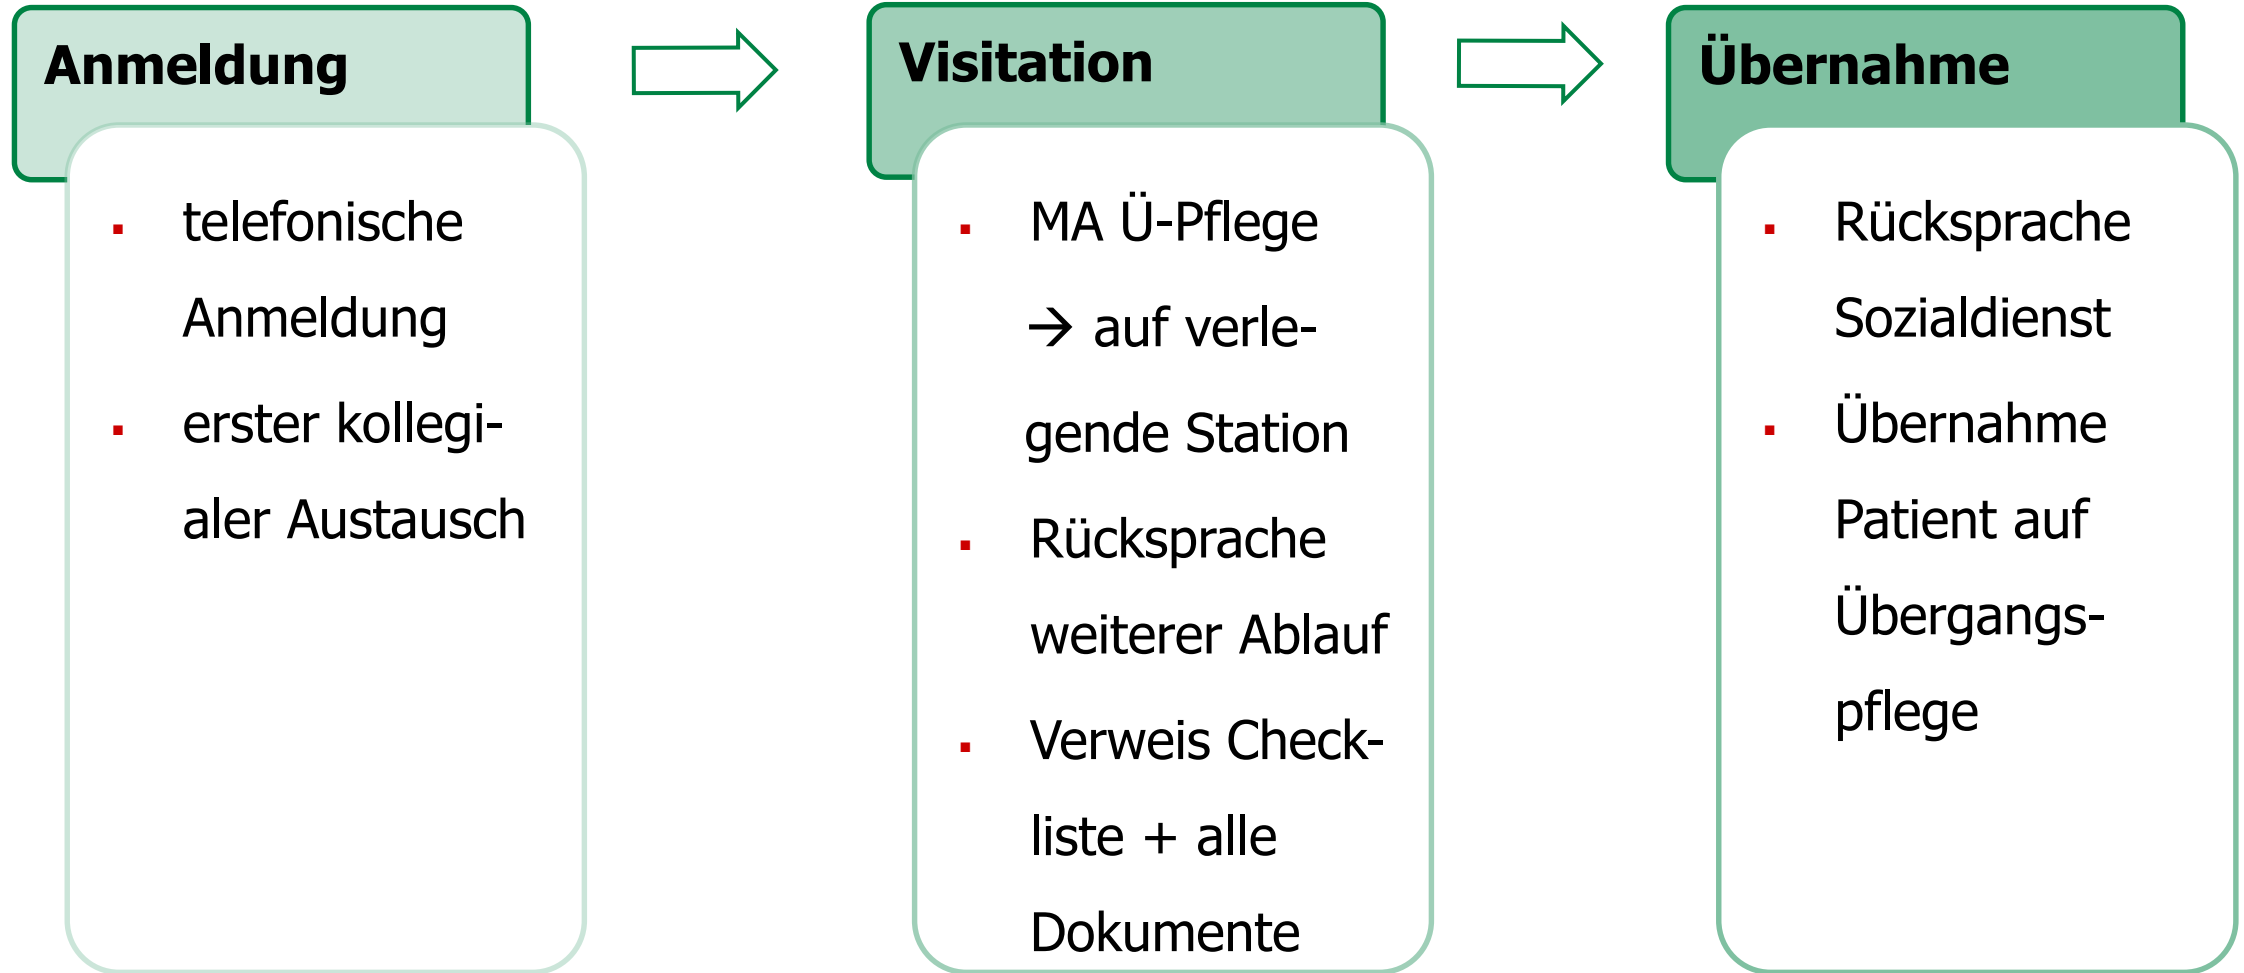 Anmeldung
▪ telefonische
Anmeldung
▪ erster kollegi-
aler Austausch
Visitation
▪ MA Ü-Pflege
→ auf verle-
gende Station
▪ Rücksprache
weiterer Ablauf
▪ Verweis Check-
liste + alle
Dokumente
Übernahme
▪ Rücksprache
Sozialdienst
▪ Übernahme
Patient auf
Übergangs-
pflege